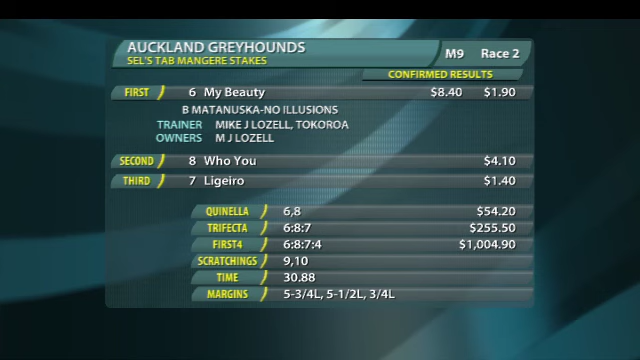 AUCKLAND GREYHOUNDS
SEL'S TAB MANGERE STAKES
M9 Race 2
CONFIRMED RESULTS
FIRST 6 My Beauty $8.40 $1.90
B MATANUSKA-NO ILLUSIONS
TRAINER MIKE J LOZELL, TOKOROA
OWNERS M J LOZELL
SECOND 8 Who You $4.10
THIRD 7 Ligeiro $1.40
QUINELLA 6,8 $54.20
TRIFECTA 6:8:7 $255.50
FIRST4 6:8:7:4 $1,004.90
SCRATCHINGS 9,10
TIME 30.88
MARGINS 5-3/4L, 5-1/2L, 3/4L